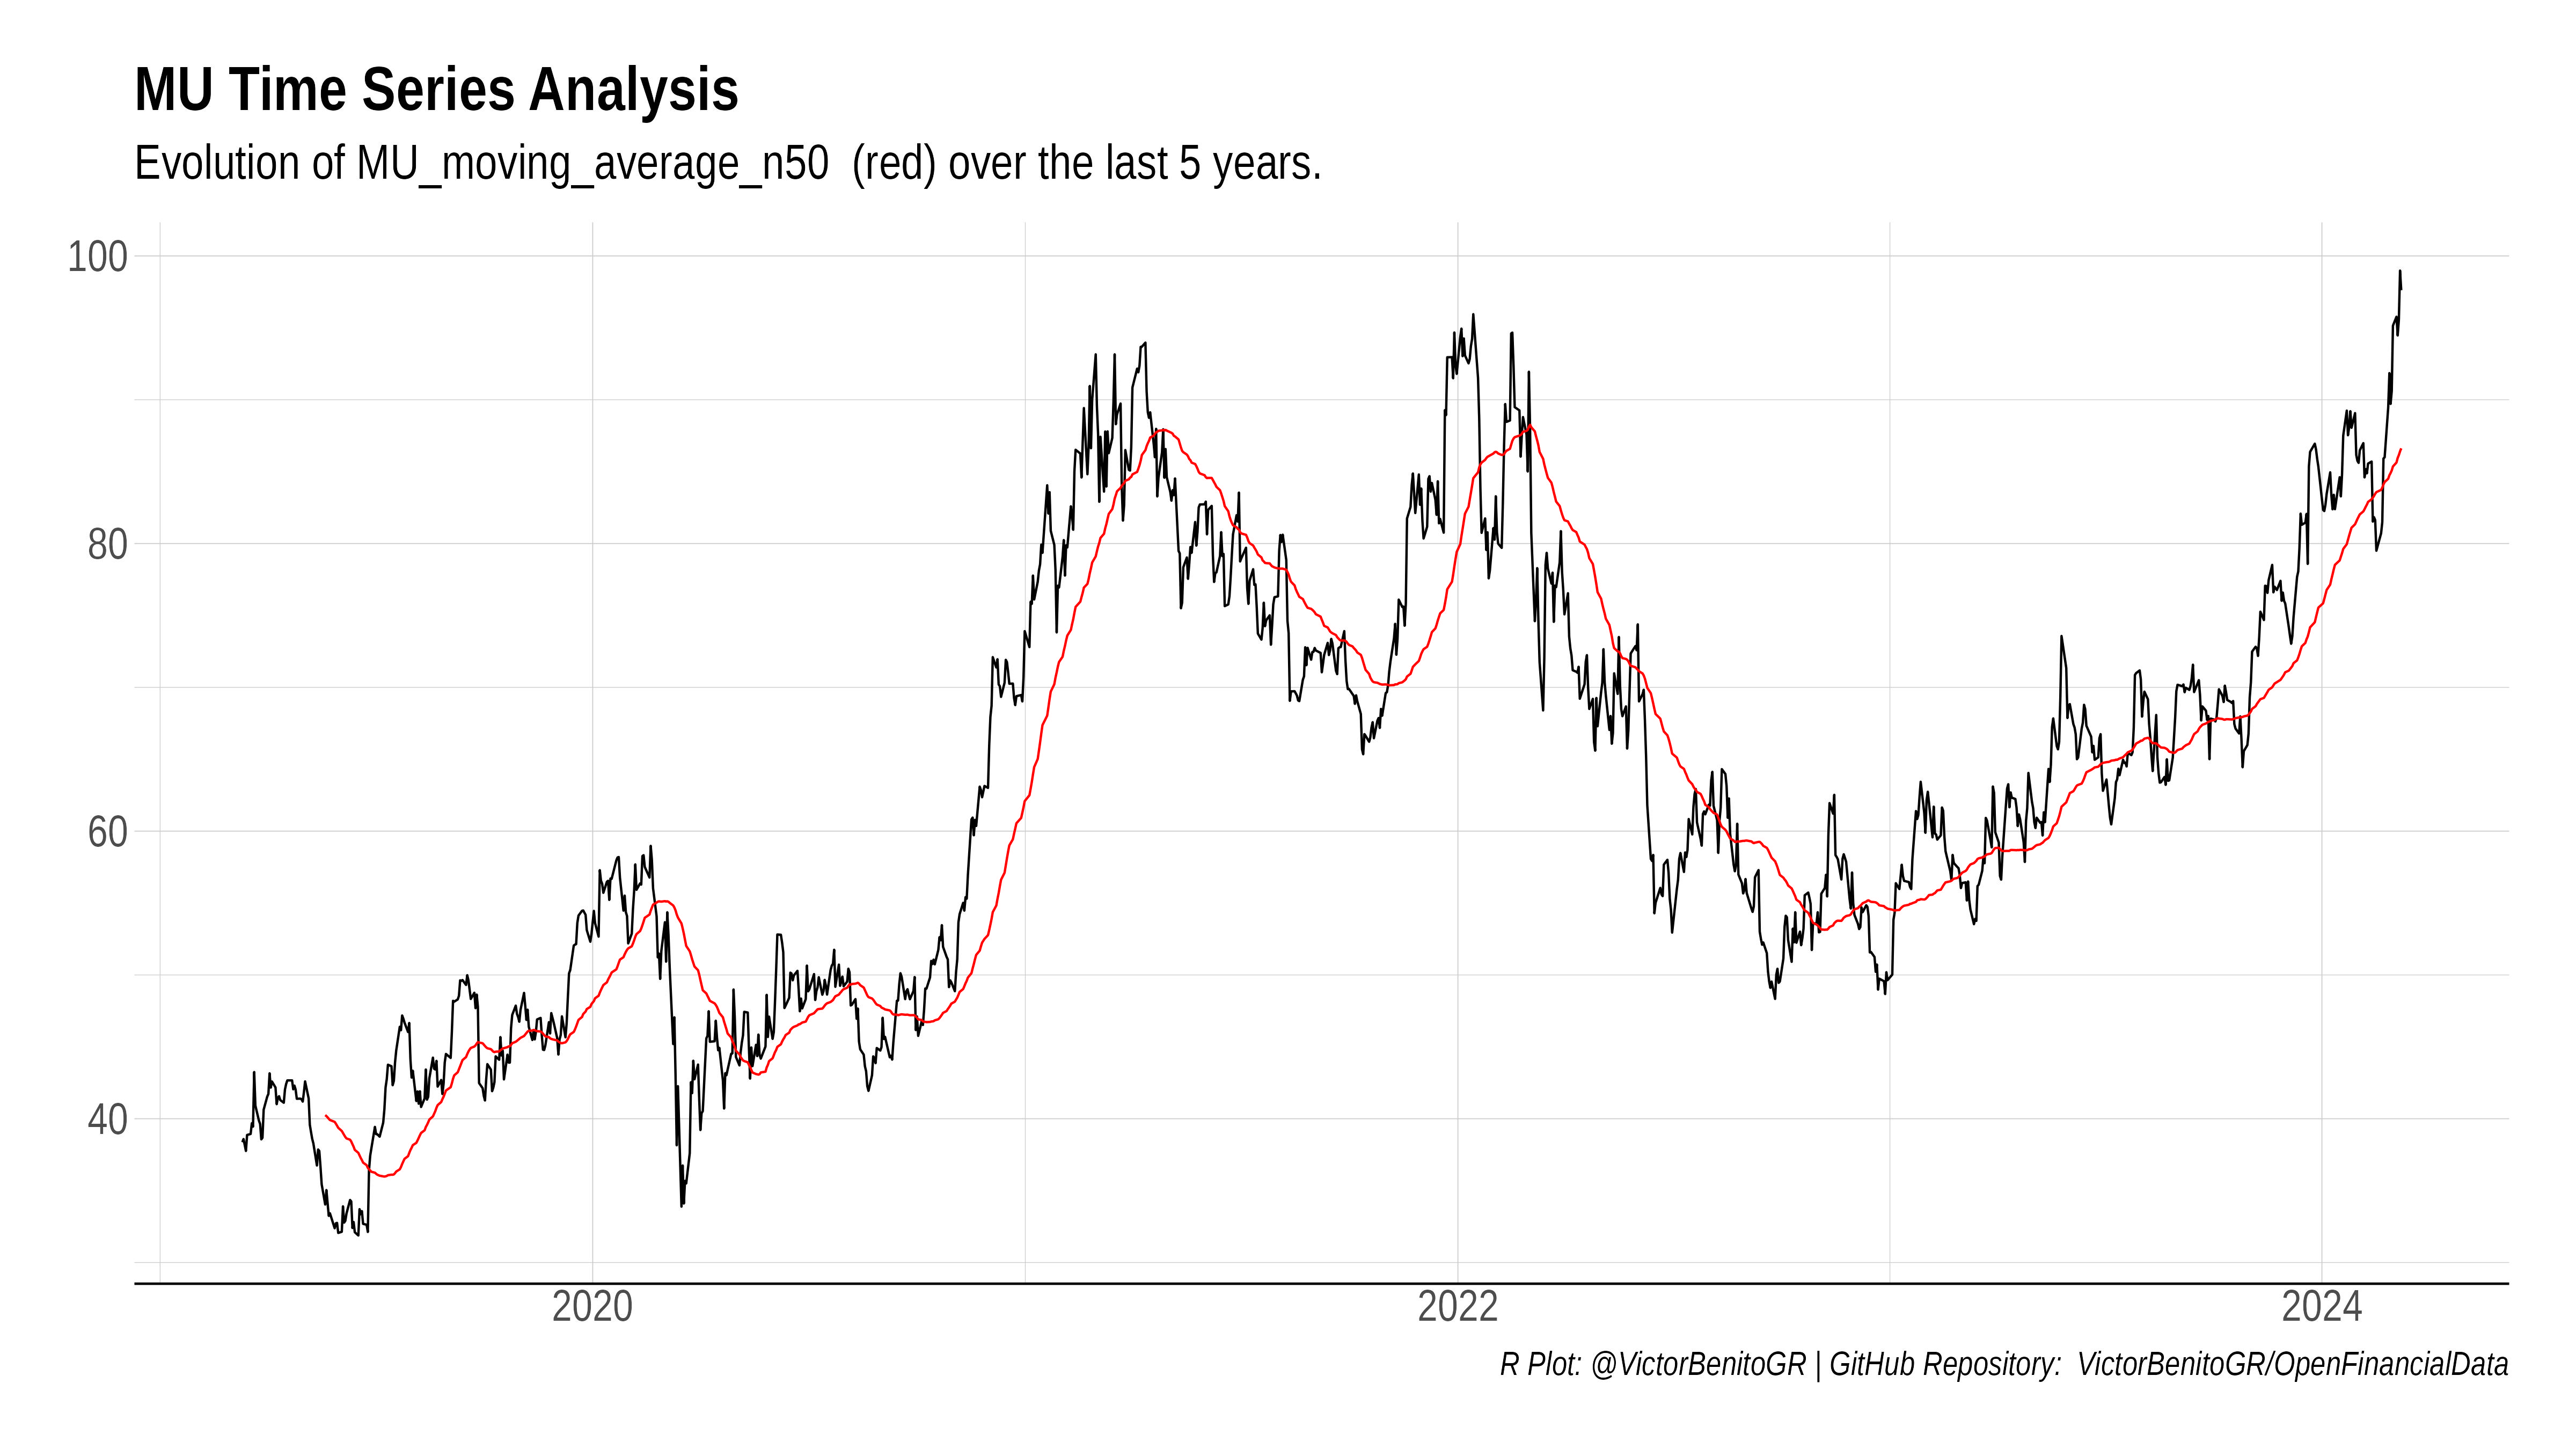 MU Time Series Analysis
Evolution of MU_moving_average_n50  (red) over the last 5 years.
100
80
60
40
2020
2022
2024
R Plot: @VictorBenitoGR | GitHub Repository:  VictorBenitoGR/OpenFinancialData